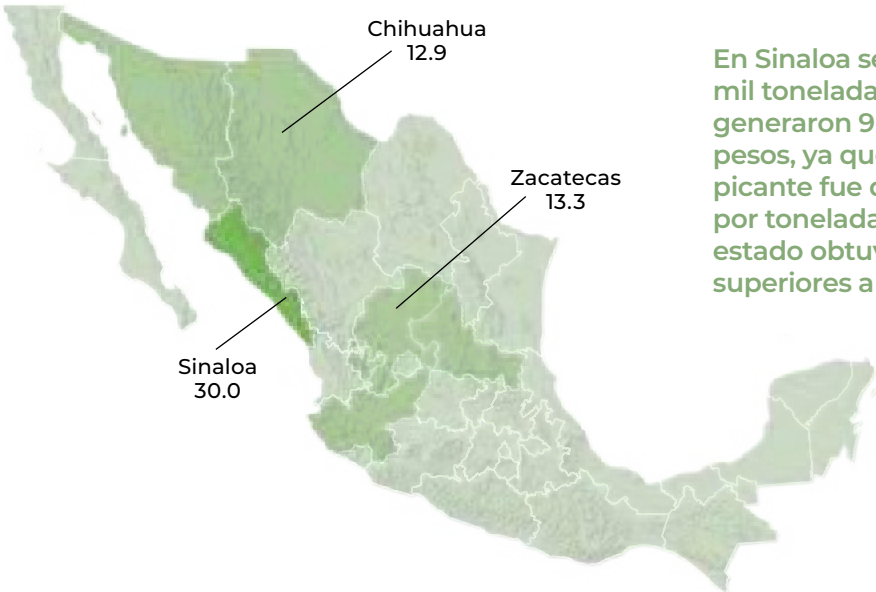 Chihuahua
12.9
Zacatecas
13.3
Sinaloa
30.0
En Sinaloa se
mil tonelada
generaron 9
pesos, ya que
picante fue
por tonelada
estado
superiores a